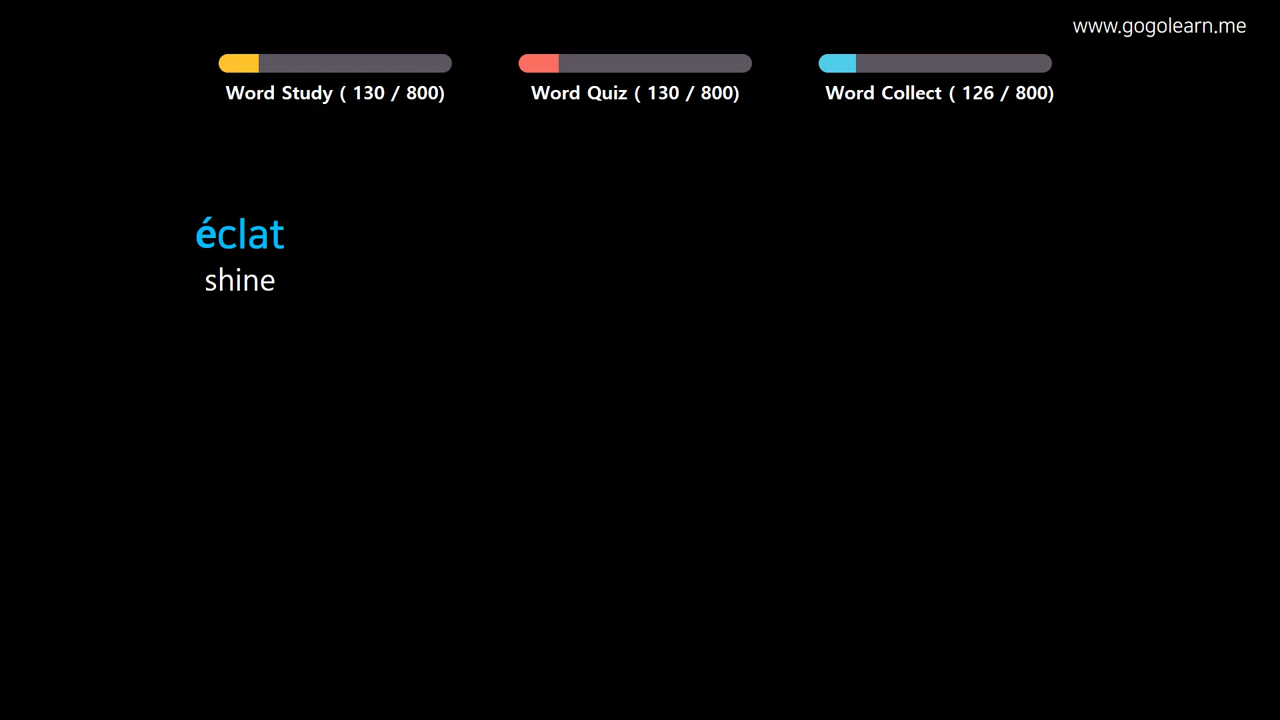 www.gogolearn.me
Word Study ( 130 / 800)
Word Quiz ( 130 / 800)
Word Collect ( 126 / 800)
éclat
shine